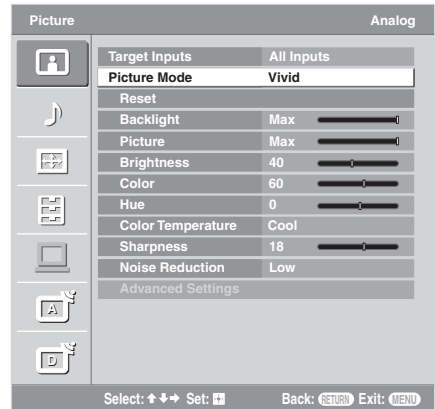 Picture Analog
Target Inputs All Inputs
Picture Mode Vivid
Reset
Backlight Max
Picture Max
Brightness 40
Color 60
Hue 0
Color Temperature Cool
Sharpness 18
Noise Reduction Low
Advanced Settings
A
D
Select: Set: Back: RETURN Exit: MENU